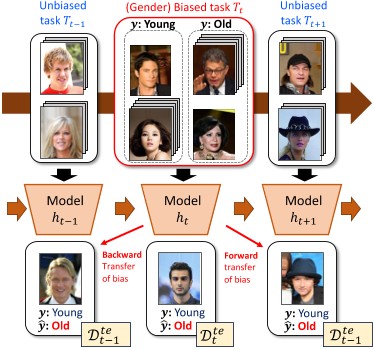 Unbiased
task T_{t-1}
(Gender) Biased task T_t
y: Young
y: Old
Unbiased
task T_{t+1}
Model
h_{t-1}
Model
h_t
Model
h_{t+1}
Backward
Transfer
of bias
Forward
transfer
of bias
y: Young
ŷ: Old
D_{t-1}^{te}
y: Young
ŷ: Old
D_t^{te}
y: Young
ŷ: Old
D_{t-1}^{te}